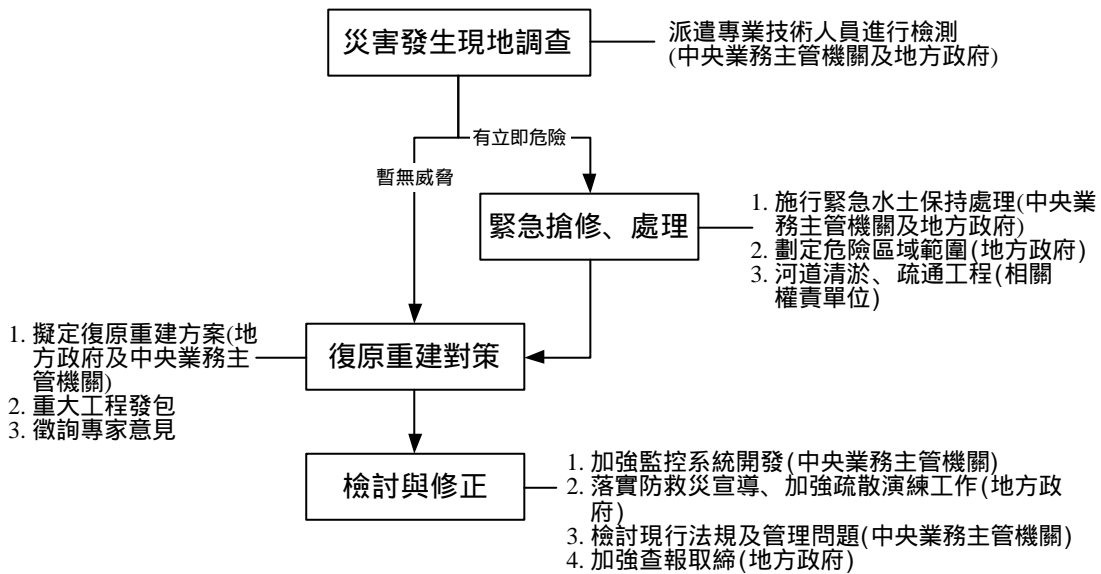 災害發生現地調查
派遣專業技術人員進行檢測
(中央業務主管機關及地方政府)
有立即危險
暫無威脅
緊急搶修、處理
1. 施行緊急水土保持處理(中央業
務主管機關及地方政府)
2. 劃定危險區域範圍(地方政府)
3. 河道清淤、疏通工程(相關
權責單位)
1. 擬定復原重建方案(地
方政府及中央業務主
管機關)
2. 重大工程發包
3. 徵詢專家意見
復原重建對策
檢討與修正
1. 加強監控系統開發(中央業務主管機關)
2. 落實防救災宣導、加強疏散演練工作(地方政
府)
3. 檢討現行法規及管理問題(中央業務主管機關)
4. 加強查報取締(地方政府)